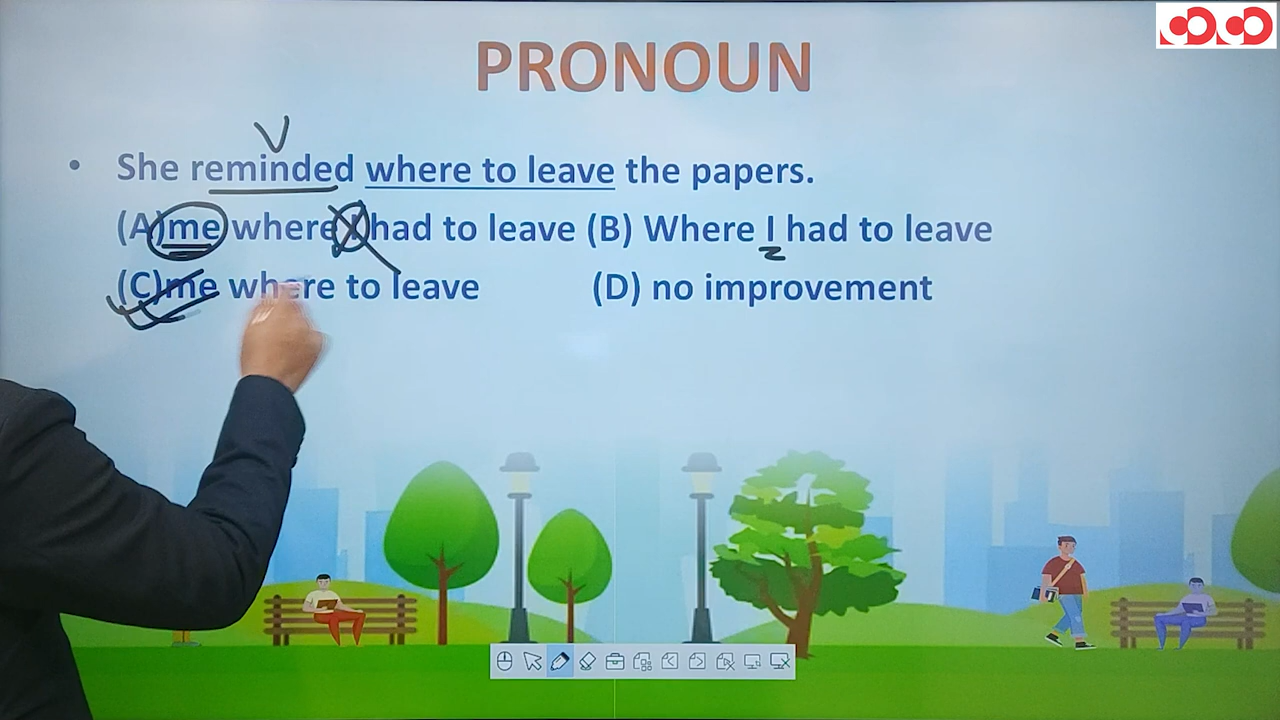 PRONOUN
V
• She reminded where to leave the papers.
(A)me where I had to leave (B) Where I had to leave
(C)me where to leave (D) no improvement